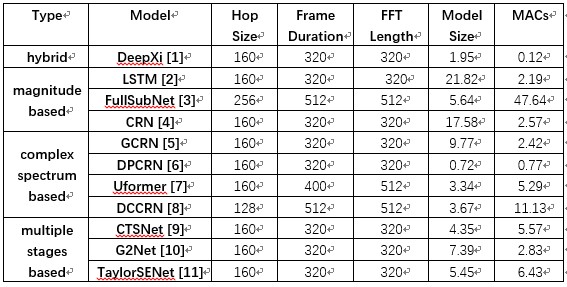 Type Model Hop Size Frame Duration FFT Length Model Size MACs
hybrid DeepXi [1] 160 320 320 1.95 0.12
magnitude based LSTM [2] 160 320 320 21.82 2.19
FullSubNet [3] 256 512 512 5.64 47.64
CRN [4] 160 320 320 17.58 2.57
complex spectrum based GCRN [5] 160 320 320 9.77 2.42
DPCRN [6] 160 320 320 0.72 0.77
Uformer [7] 160 400 512 3.34 5.29
DCCRN [8] 128 512 512 3.67 11.13
multiple stages based CTSNet [9] 160 320 320 4.35 5.57
G2Net [10] 160 320 320 7.39 2.83
TaylorSENet [11] 160 320 320 5.45 6.43